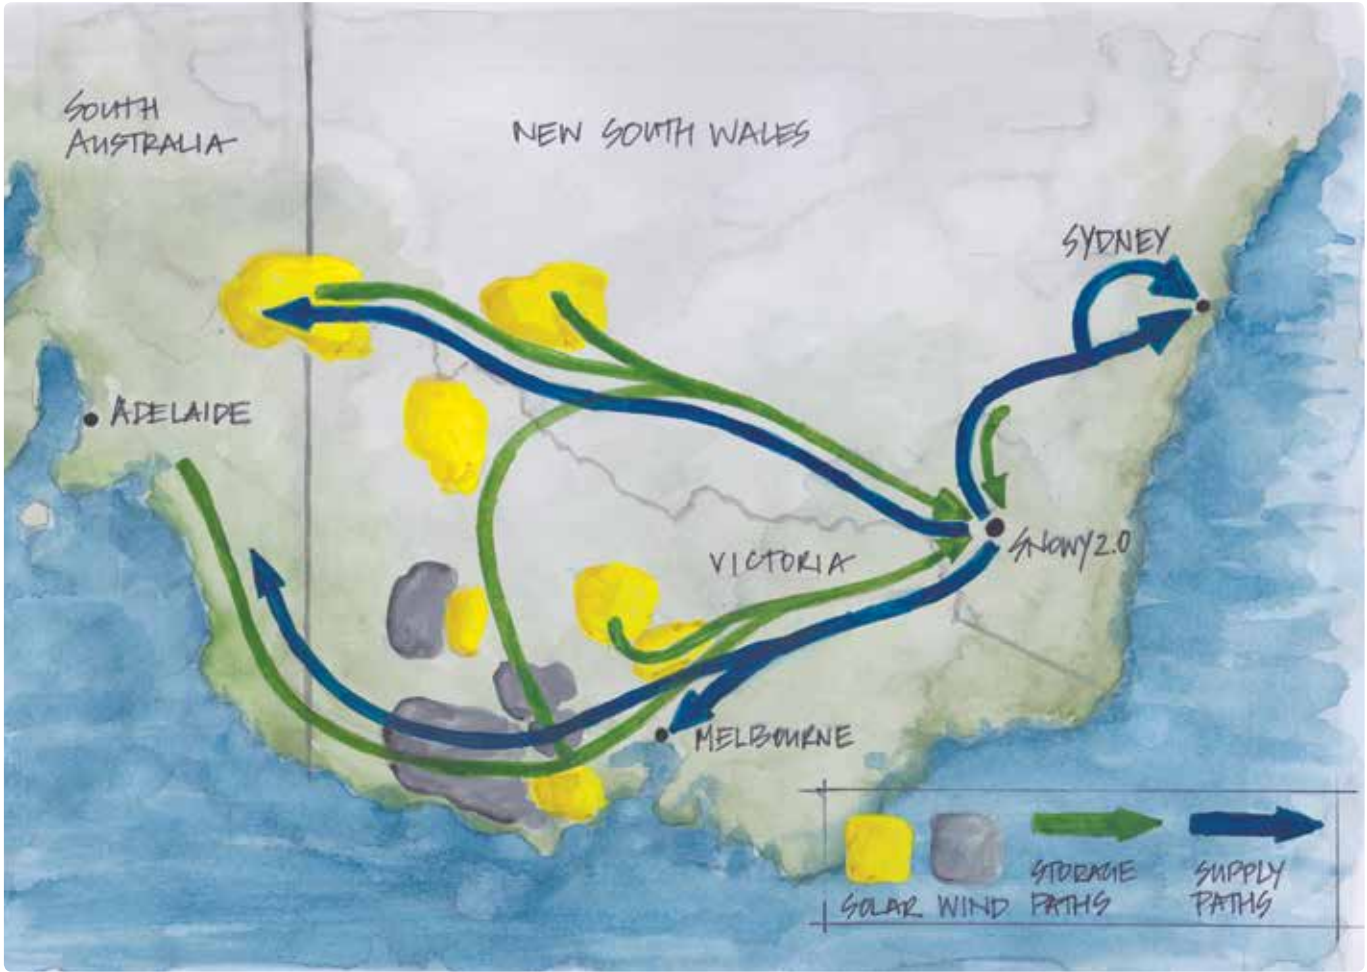 SOUTH
AUSTRALIA
NEW SOUTH WALES
SYDNEY
ADELAIDE
VICTORIA
SNOWY 2.0
MELBOURNE
SOLAR
WIND
STORAGE
PATHS
SUPPLY
PATHS